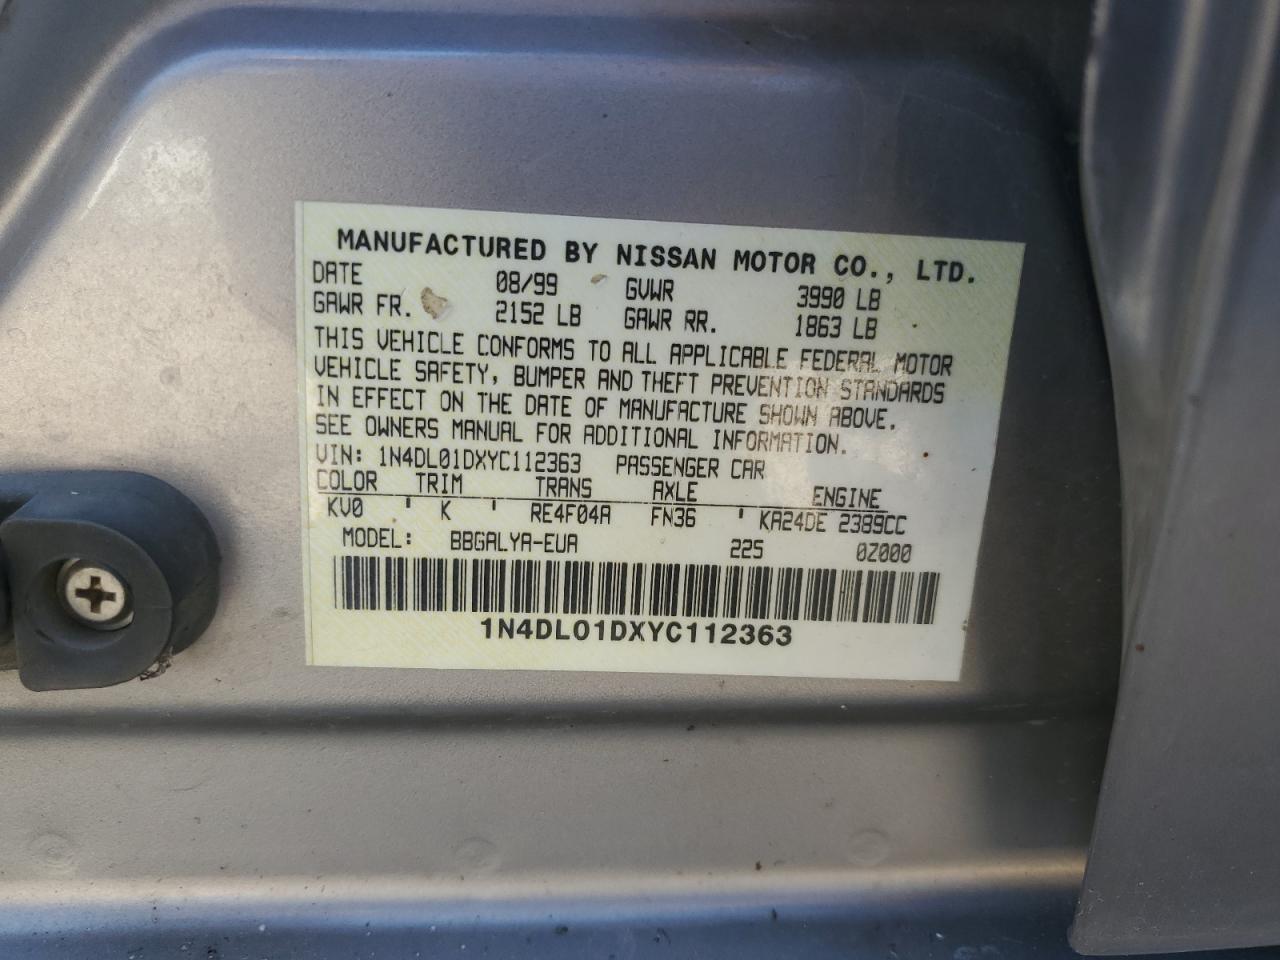 MANUFACTURED BY NISSAN MOTOR CO., LTD.
DATE 08/99 GVWR 3990 LB
GAWR FR. 2152 LB GAWR RR. 1863 LB
THIS VEHICLE CONFORMS TO ALL APPLICABLE FEDERAL MOTOR
VEHICLE SAFETY, BUMPER AND THEFT PREVENTION STANDARDS
IN EFFECT ON THE DATE OF MANUFACTURE SHOWN ABOVE.
SEE OWNERS MANUAL FOR ADDITIONAL INFORMATION.
VIN: 1N4DL01DXYC112363 PASSENGER CAR
COLOR TRIM TRANS AXLE ENGINE
KV0 ' K ' RE4F04A FN36 ' KA24DE 2389CC
MODEL: BBGALYA-EUA 225 0Z000
1N4DL01DXYC112363